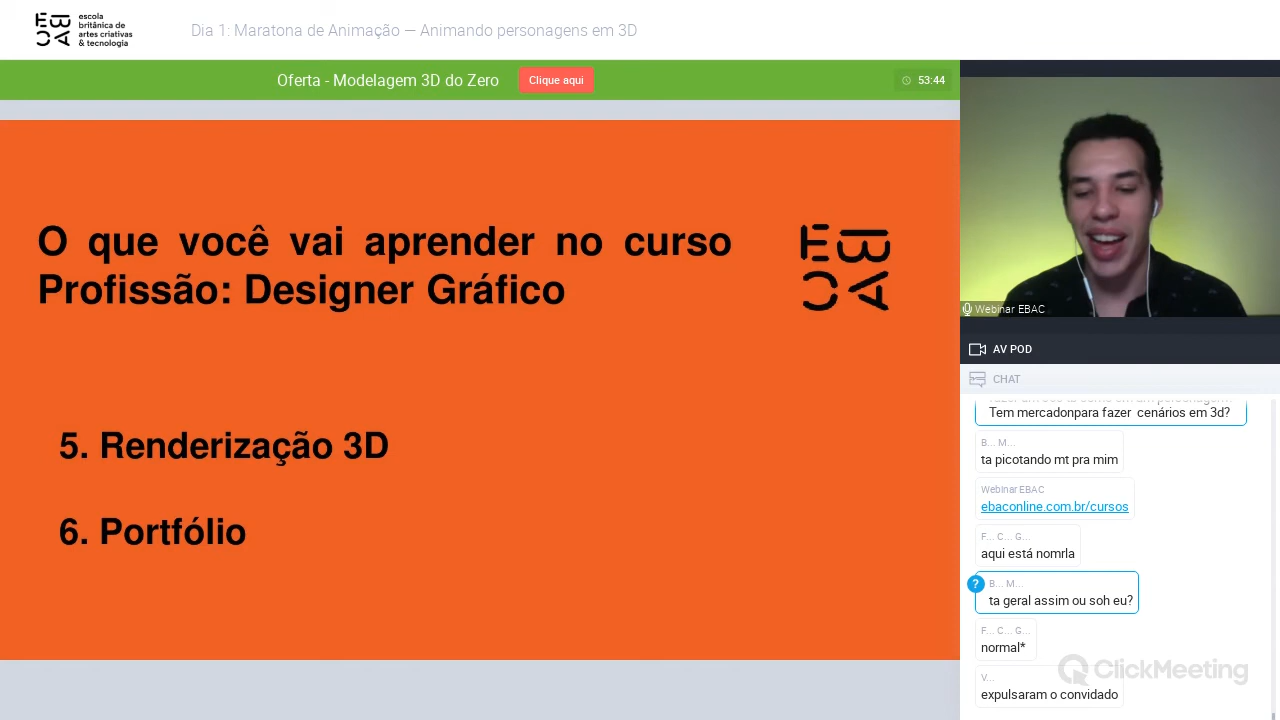 escola
britânica de
artes criativas
& tecnologia
Dia 1: Maratona de Animação — Animando personagens em 3D
Oferta - Modelagem 3D do Zero
Clique aqui
53:44
O que você vai aprender no curso
Profissão: Designer Gráfico
EBAC
5. Renderização 3D
6. Portfólio
Webinar EBAC
AV POD
CHAT
Tem mercadonpara fazer cenários em 3d?
B... M...
ta picotando mt pra mim
Webinar EBAC
ebaconline.com.br/cursos
F... C... G...
aqui está nomrla
?
B... M...
ta geral assim ou soh eu?
F... C... G...
normal*
V...
expulsaram o convidado
ClickMeeting